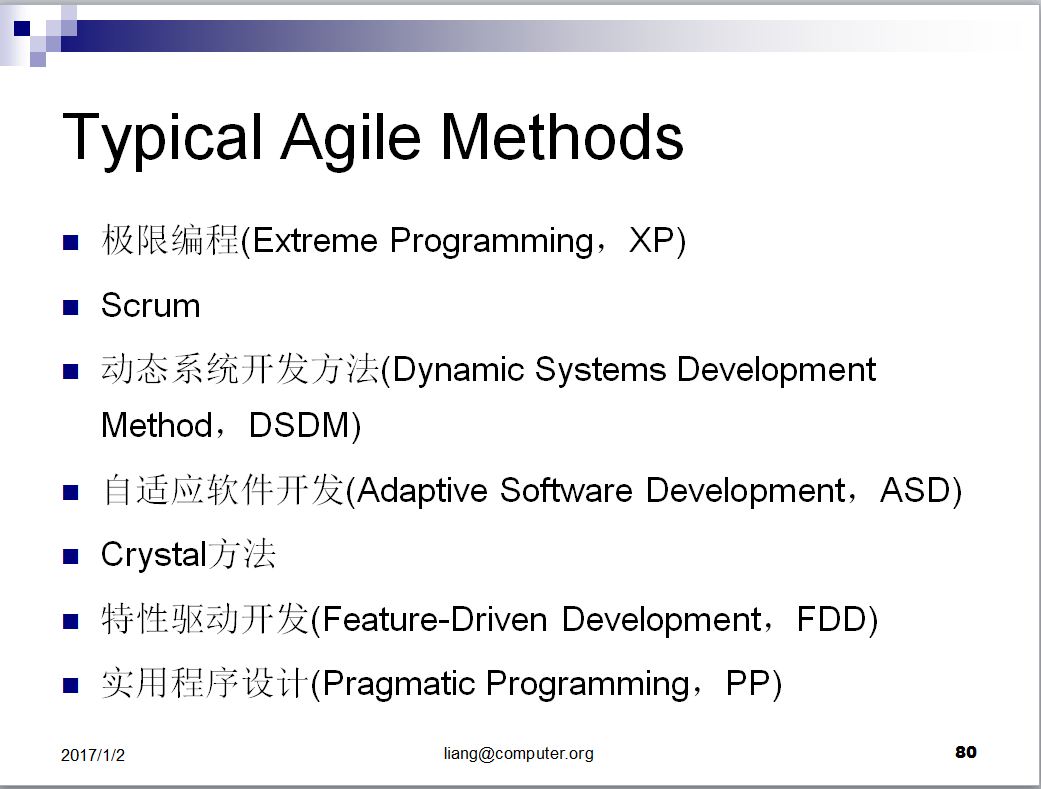 Typical Agile Methods
极限编程(Extreme Programming，XP)
Scrum
动态系统开发方法(Dynamic Systems Development
Method，DSDM)
自适应软件开发(Adaptive Software Development，ASD)
Crystal方法
特性驱动开发(Feature-Driven Development，FDD)
实用程序设计(Pragmatic Programming，PP)
2017/1/2
liang@computer.org
80